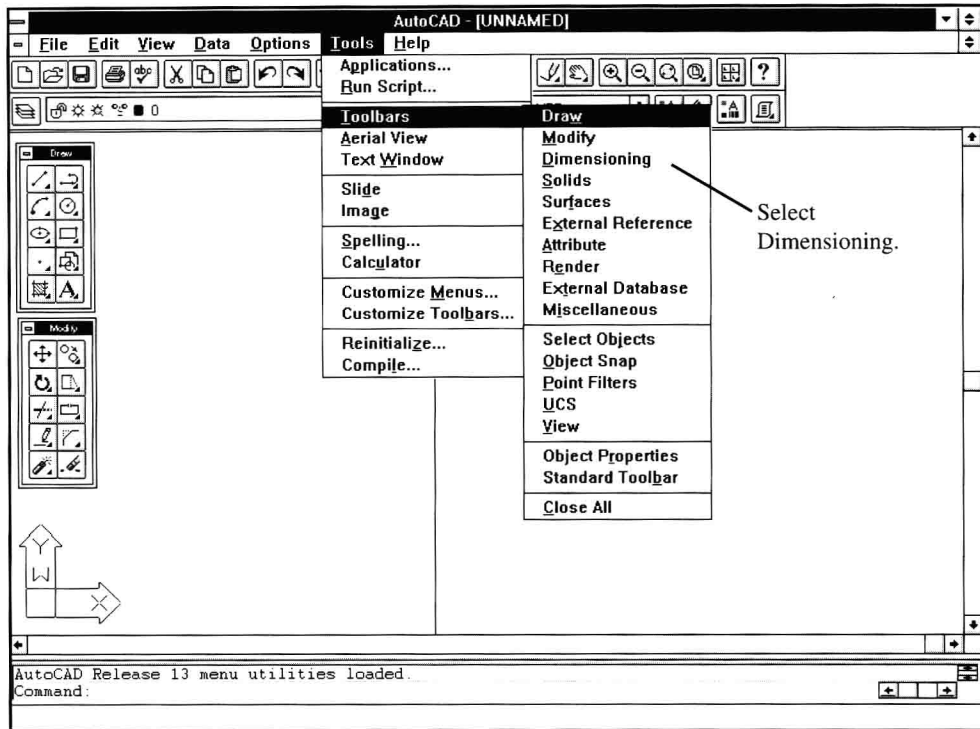 AutoCAD - [UNNAMED]
File Edit View Data Options Tools Help
abc
?
0
Draw
Modify
Applications...
Run Script...
Toolbars
Aerial View
Text Window
Slide
Image
Spelling...
Calculator
Customize Menus...
Customize Toolbars...
Reinitialize...
Compile...
Draw
Modify
Dimensioning
Solids
Surfaces
External Reference
Attribute
Render
External Database
Miscellaneous
Select Objects
Object Snap
Point Filters
UCS
View
Object Properties
Standard Toolbar
Close All
Select
Dimensioning.
A
A
Y
W
X
AutoCAD Release 13 menu utilities loaded.
Command: